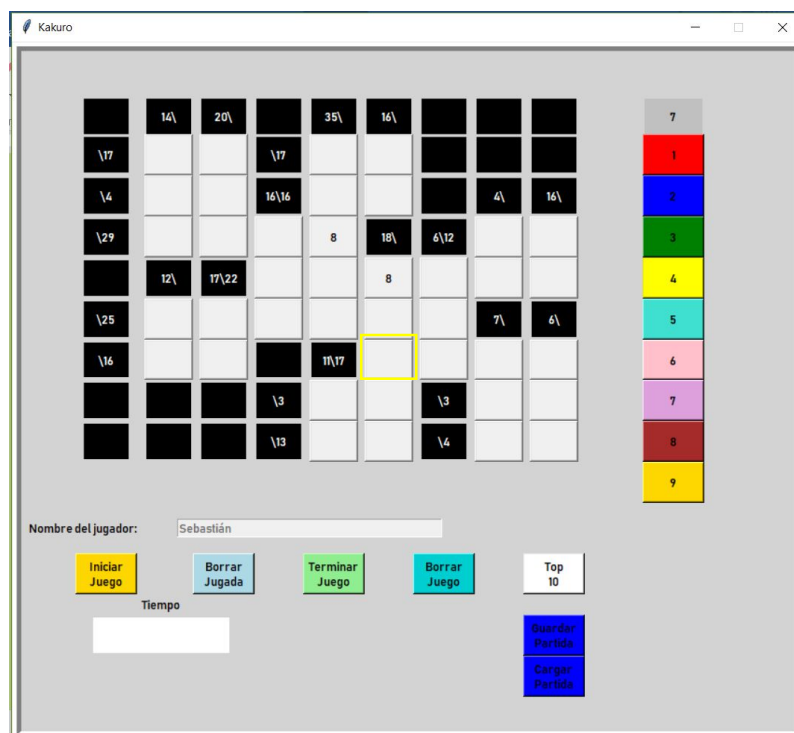 Kakuro
14\ 20\ 35\ 16\ 7
\17 \17 1
\4 16\16 4\ 16\ 2
\29 8 18\ 6\12 3
12\ 17\22 8 4
\25 7\ 6\ 5
\16 11\17 6
\3 \3 7
\13 \4 8
9
Nombre del jugador: Sebastián
Iniciar Juego Borrar Jugada Terminar Juego Borrar Juego Top 10
Tiempo
Guardar
Partida
Cargar
Partida